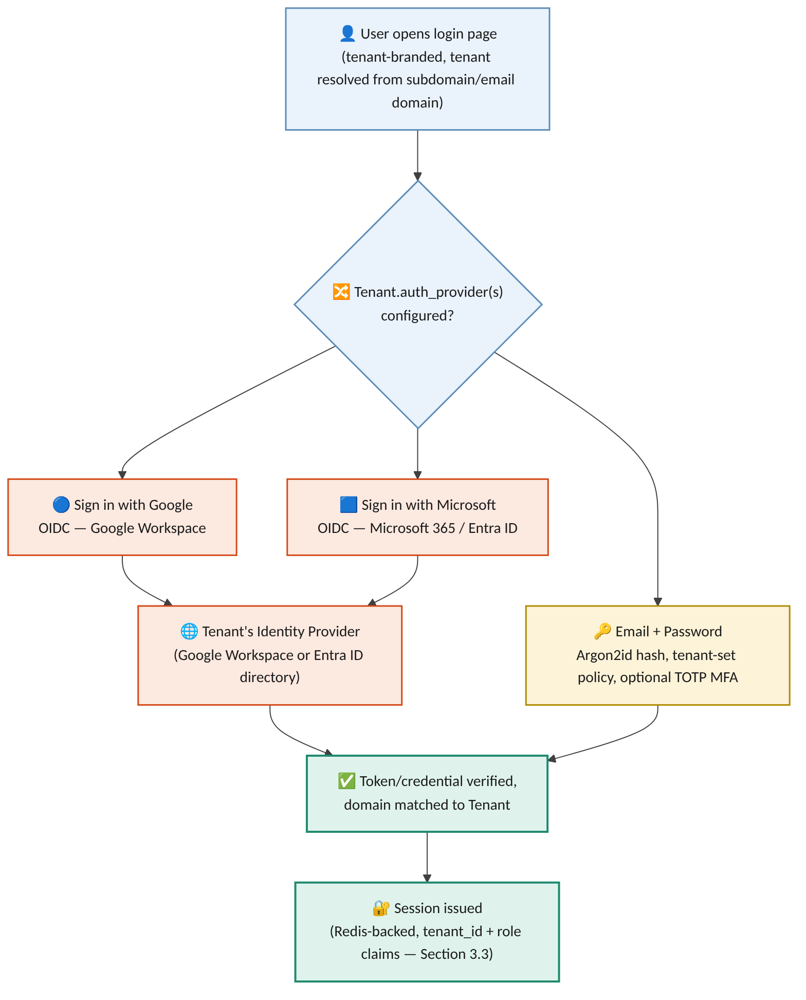 👤 User opens login page
(tenant-branded, tenant
resolved from subdomain/email
domain)
🔀 Tenant.auth_provider(s)
configured?
🔵 Sign in with Google
OIDC — Google Workspace
🟦 Sign in with Microsoft
OIDC — Microsoft 365 / Entra ID
🌐 Tenant's Identity Provider
(Google Workspace or Entra ID
directory)
🔑 Email + Password
Argon2id hash, tenant-set
policy, optional TOTP MFA
✅ Token/credential verified,
domain matched to Tenant
🔐 Session issued
(Redis-backed, tenant_id + role
claims — Section 3.3)